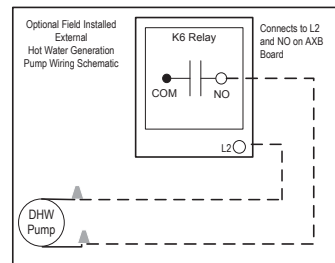 Optional Field Installed
External
Hot Water Generation
Pump Wiring Schematic
K6 Relay
COM
NO
L2
Connects to L2
and NO on AXB
Board
DHW
Pump